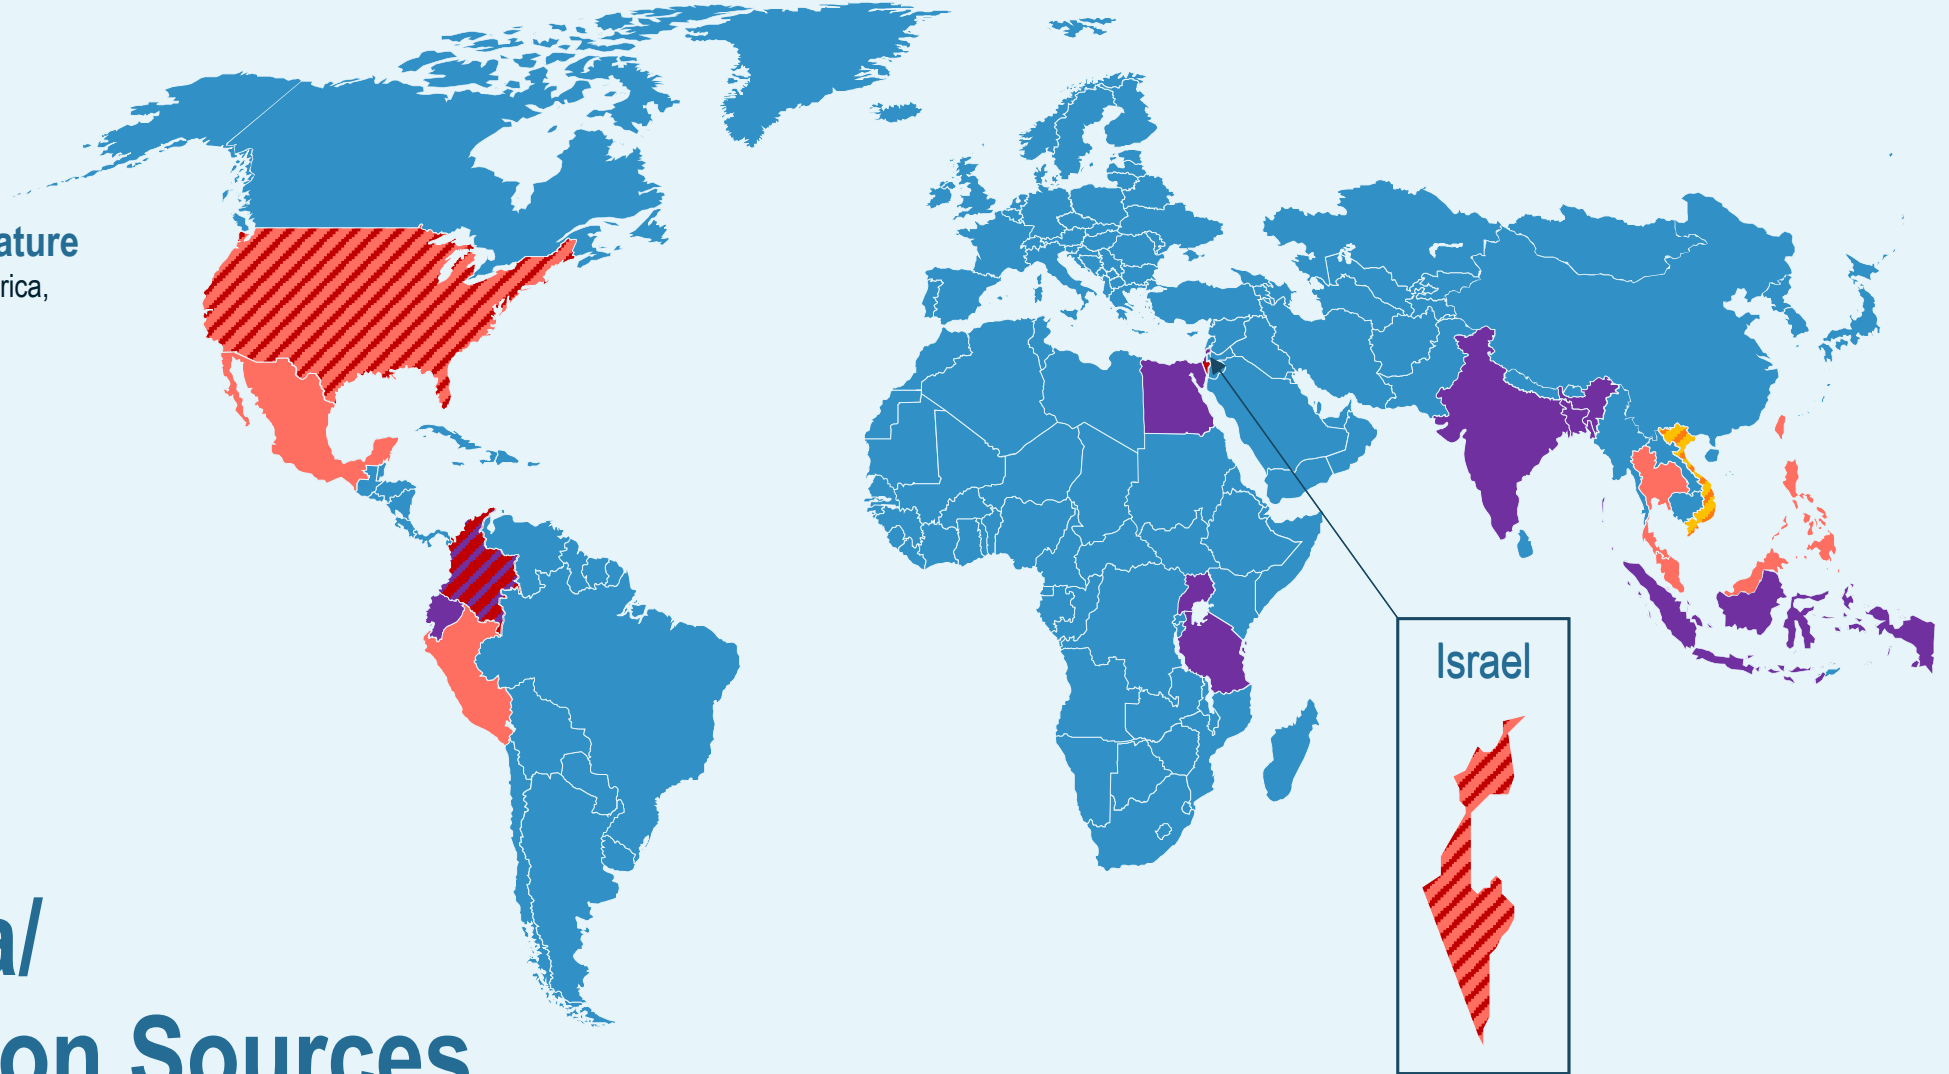 ature
rica,
Israel
a/
on Sources